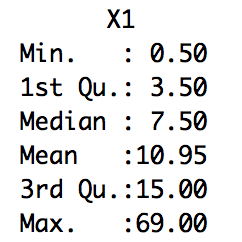 X1
Min.   : 0.50
1st Qu.: 3.50
Median : 7.50
Mean   :10.95
3rd Qu.:15.00
Max.   :69.00